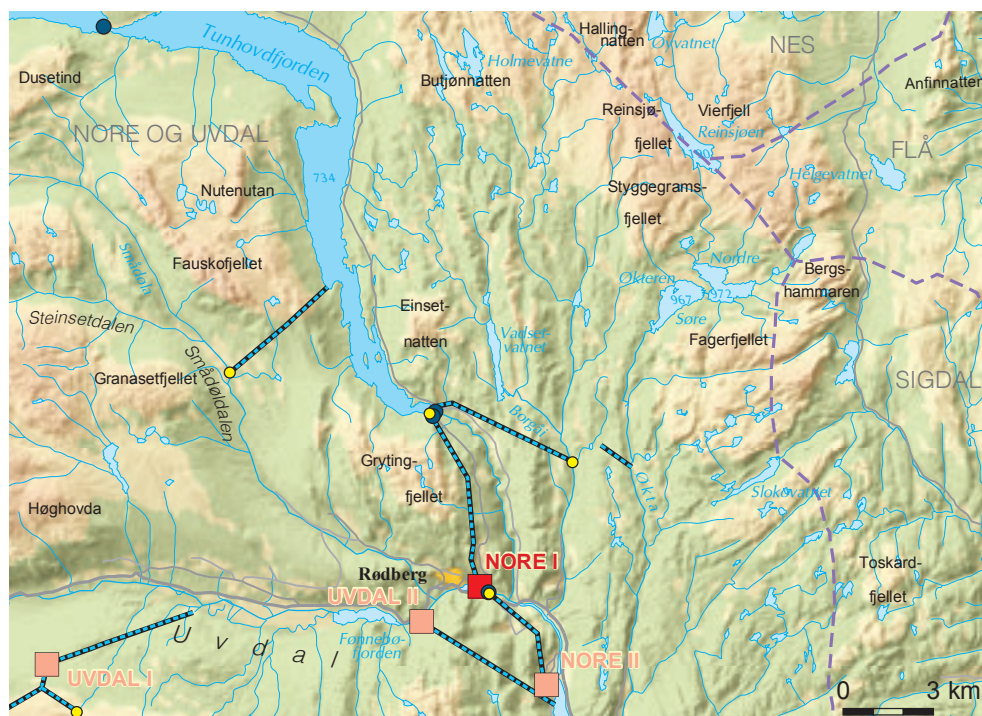 Halling-
natten
Øyvatnet
NES
Tunhovdfjorden
Holmevatne
Dusetind
Butjønnatten
Anfinnatten
Reinsjø-
fjellet
Vierfjell
Reinsjøen
NORE OG UVDAL
FLÅ
734
Helgevatnet
Nutenutan
Styggegrams-
fjellet
Smådøla
Fauskofjellet
Nordre
Økteren
Bergs-
hammaren
967
972
Søre
Steinsetdalen
Einset-
natten
Vadset-
vatnet
Fagerfjellet
Smådøldalen
Granasetfjellet
SIGDAL
Borgåi
Gryting-
fjellet
Økta
Slokovatnet
Høghovda
NORE I
Toskard-
fjellet
Rødberg
UVDAL II
Uvdal
Fønnebø-
fjorden
NORE II
UVDAL I
0 3 km